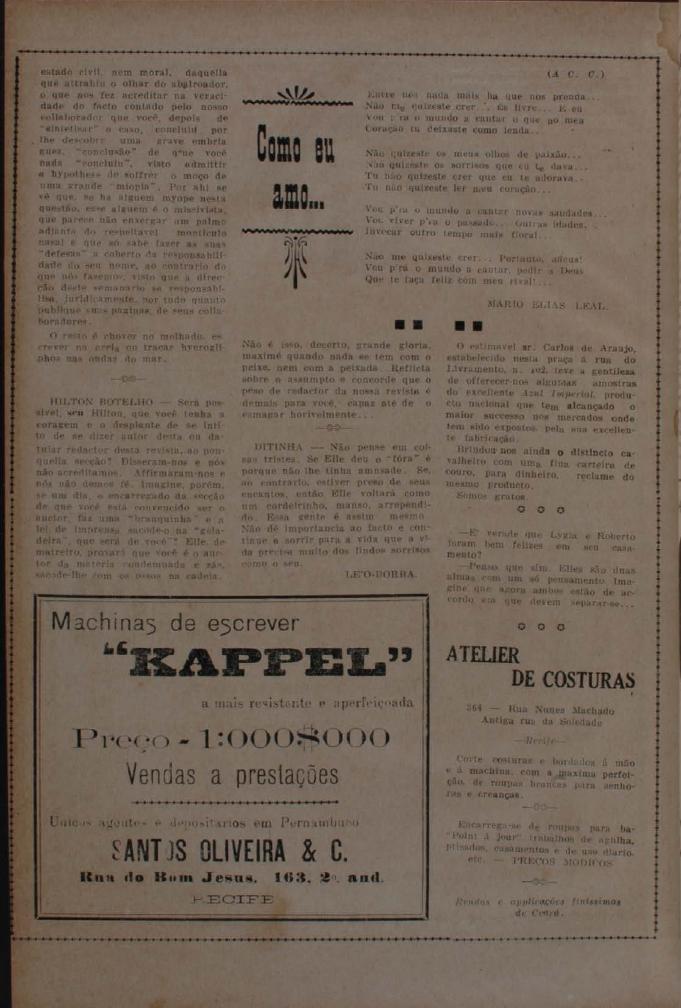 estado civil, nem moral, daquella
que attrahiu o olhar do abalroador,
o que nos fez acreditar na veraci-
dade do facto contado pelo nosso
collaborador que você, depois de
"sintetisar" o caso, concluiu por
lhe descobrir uma grave embria
guez, "conclusão" de que você
nada "concluiu", visto admittir
a hypothese de soffrer o moço de
uma grande "miopia". Por ahi se
vê que, se ha alguem myope nesta
questão, esse alguem é o missivista,
que parece não enxergar um palmo
adiante do respeitavel monticulo
nasal e que só sabe fazer as suas
"defesas" a coberto da responsabili-
dade do seu nome, ao contrario do
que nós fazemos, visto que a direc-
ção deste semanario se responsabi-
lisa, juridicamente, por tudo quanto
publique suas paginas, de seus colla-
boradores.
O resto é chover no molhado, es-
crever na areia ou traçar hyerogli-
phos nas ondas do mar.
—oo—
HILTON BOTELHO — Será pos-
sivel, seu Hilton, que você tenha a
coragem e o desplante de se inti-
to de se dizer autor desta ou da-
tular redactor desta revista, ao pon-
quella secção? Disseram-nos e nós
não acreditamos. Affirmaram-nos e
nós não demos fé. Imagine, porém,
se um dia, o encarregado da secção
de que você está convencido ser o
auctor, faz uma "branquinha" e a
lei de imprensa sacode-o na "gela-
deira", que será de você? Elle, de
matreiro, provará que você é o auc-
tor da materia condemnada e zás,
sacode-lhe com os ossos na cadeia.
Como eu
amo...
(A C. C.)
Entre nós nada mais ha que nos prenda...
Não me quizeste crer... És livre... E eu
Vou p'ra o mundo a cantar o que no meu
Coração tu deixaste como lenda...
Não quizeste os meus olhos de paixão...
Não quizeste os sorrisos que eu te dava...
Tu não quizeste crer que eu te adorava...
Tu não quizeste ler meu coração...
Vou p'ra o mundo a cantar novas saudades...
Vou viver p'ra o passado... Outras idades,
Invocar outro tempo mais floral...
Não me quizeste crer... Portanto, adeus!
Vou p'rá o mundo a cantar, pedir a Deus
Que te faça feliz com meu rival!...
MARIO ELIAS LEAL.
Não é isso, decerto, grande gloria,
maximé quando nada se tem com o
peixe, nem com a peixada. Reflicta
sobre o assumpto e concorde que o
peso de redactor da nossa revista é
demais para você, capaz até de o
esmagar horivelmente...
—oo—
DITINHA — Não pense em coi-
sas tristes. Se Elle deu o "fóra" é
porque não lhe tinha amisade. Se,
ao contrario, estiver preso de seus
encantos, então Elle voltará como
um cordeirinho, manso, arrependi-
do. Essa gente é assim mesmo.
Não dê importancia ao facto e con-
tinue a sorrir para a vida que a vi-
da precisa muito dos lindos sorrisos
como o seu.
LE'O-BORBA.
O estimavel sr. Carlos de Araujo,
estabelecido nesta praça á rua do
Livramento, n. 102, teve a gentileza
de offerecer-nos algumas amostras
do excellente Azul Imperial, produ-
cto nacional que tem alcançado o
maior successo nos mercados onde
tem sido expostos, pela sua excellen-
te fabricação.
Brindou-nos ainda o distincto ca-
valheiro com uma fina carteira de
couro, para dinheiro, reclame do
mesmo producto.
Somos gratos.
—E' verdade que Lygia e Roberto
foram bem felizes em seu casa-
mento?
—Penso que sim. Elles são duas
almas com um só pensamento. Ima-
gine que agora ambos estão de ac-
cordo em que devem separar-se...
Machinas de escrever
"KAPPEL"
a mais resistente e aperfeiçoada
Preço - 1:000$000
Vendas a prestações
Unicos agentes e depositarios em Pernambuco
SANTOS OLIVEIRA & C.
Rua do Bom Jesus, 163, 2º. and.
RECIFE
ATELIER
DE COSTURAS
364 — Rua Nunes Machado
Antiga rua da Soledade
—Recife—
Corte costuras e bordados á mão
e á machina, com a maxima perfei-
ção, de roupas brancas para senho-
ras e creanças.
—oo—
Encarrega-se de roupas para ba-
"Point á jour", trabalhos de agulha,
plizados, casamentos e de uso diario,
etc. — PREÇOS MODICOS
—oo—
Rendas e applicações finissimas
do Ceará.